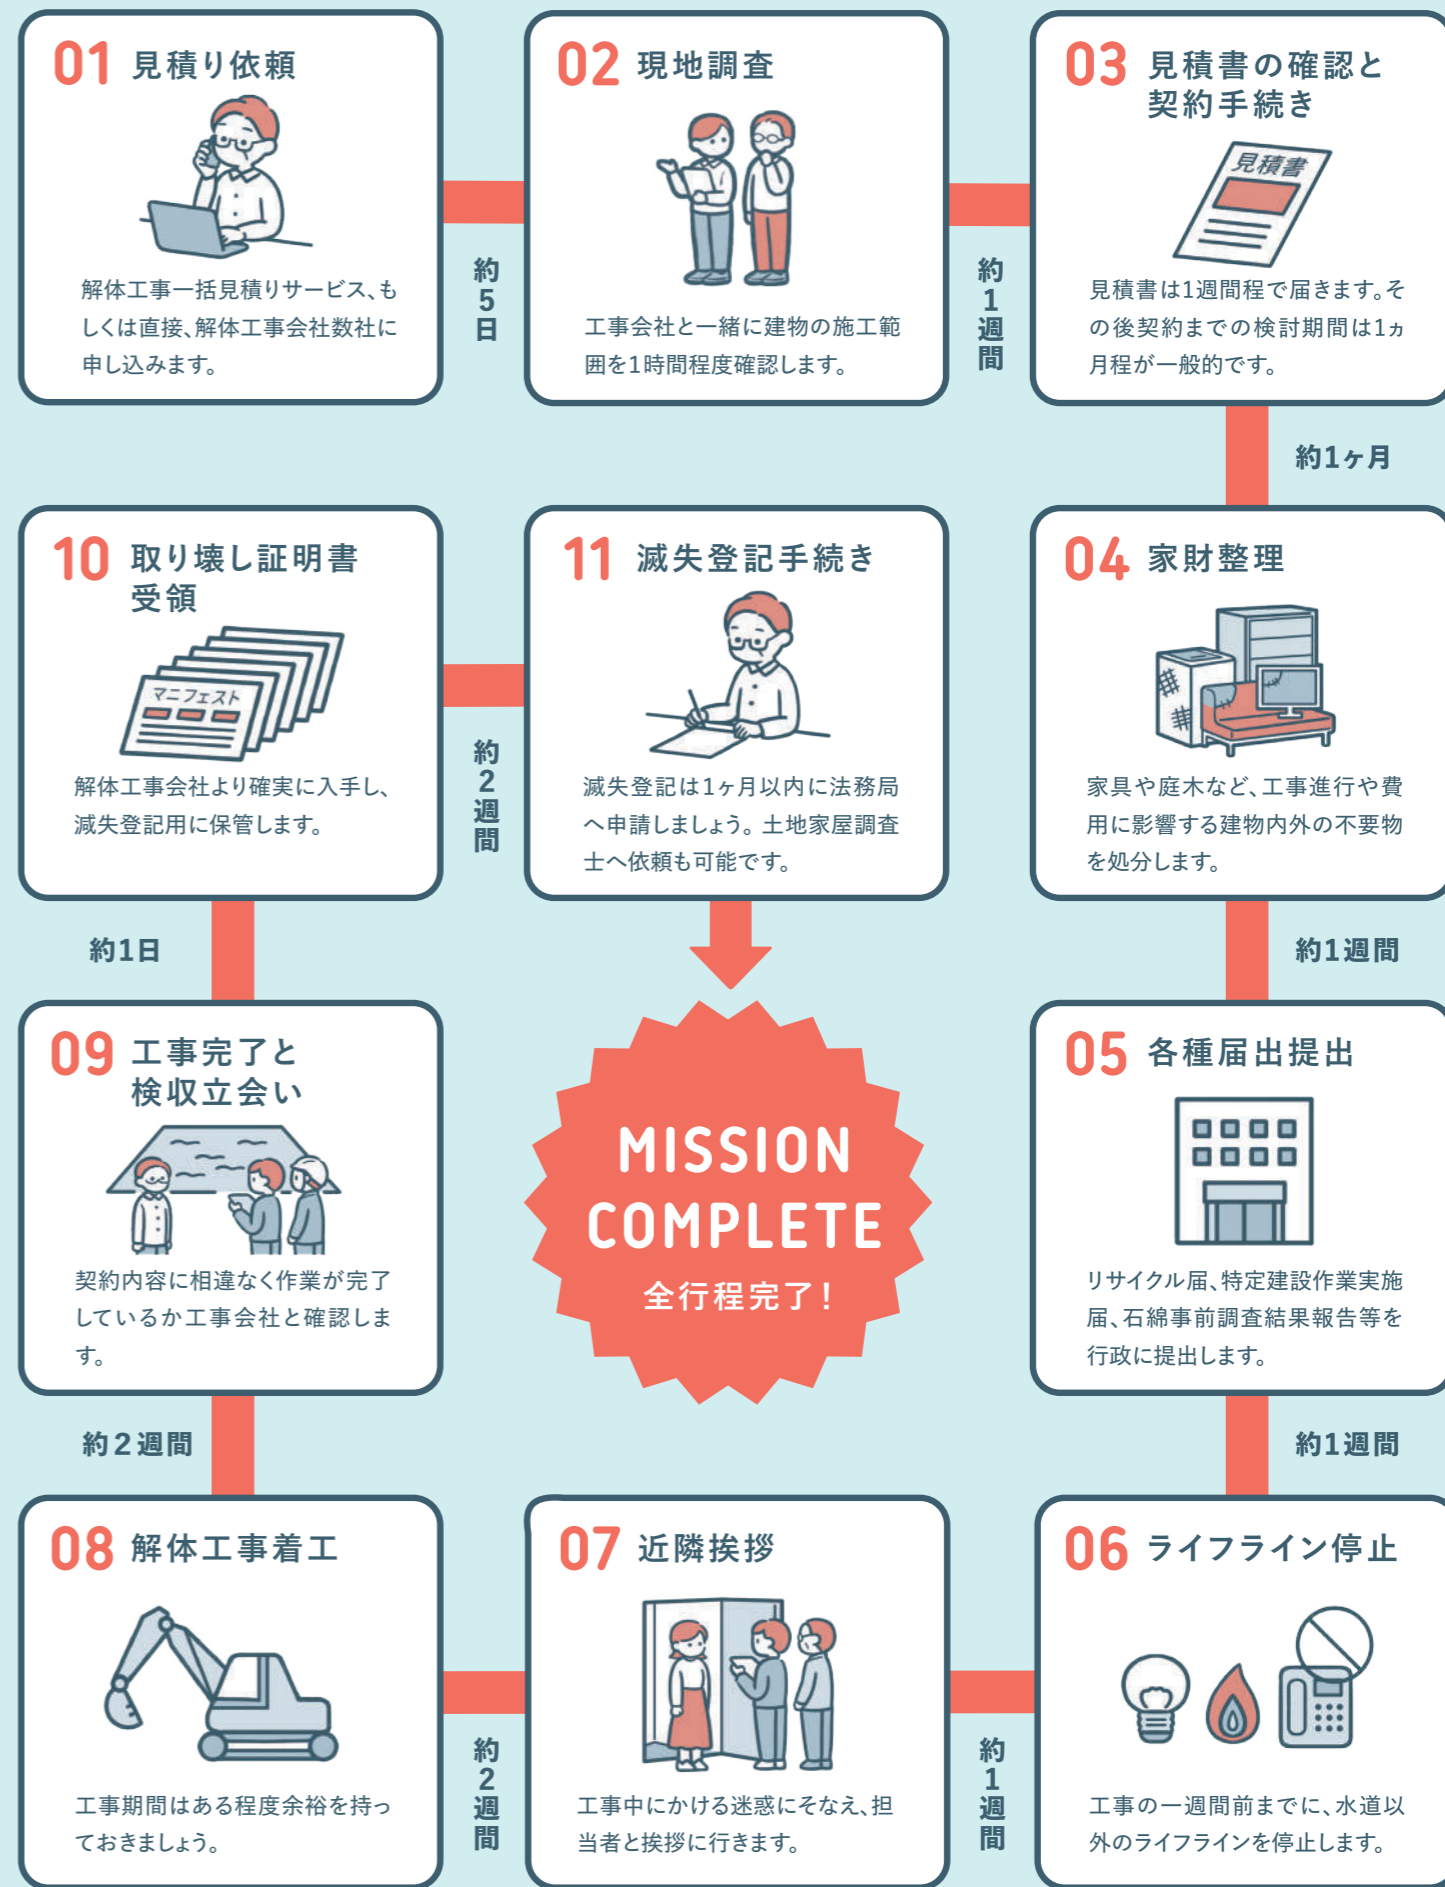 01 見積り依頼
解体工事一括見積りサービス、も
しくは直接、解体工事会社数社に
申し込みます。
約5日
02 現地調査
工事会社と一緒に建物の施工範
囲を1時間程度確認します。
約1週間
03 見積書の確認と
契約手続き
見積書
見積書は1週間程で届きます。そ
の後契約までの検討期間は1ヵ
月程が一般的です。
約1ヶ月
04 家財整理
家具や庭木など、工事進行や費
用に影響する建物内外の不要物
を処分します。
約1週間
05 各種届出提出
リサイクル届、特定建設作業実施
届、石綿事前調査結果報告等を
行政に提出します。
約1週間
06 ライフライン停止
工事の一週間前までに、水道以
外のライフラインを停止します。
約1週間
07 近隣挨拶
工事中にかける迷惑にそなえ、担
当者と挨拶に行きます。
約2週間
08 解体工事着工
工事期間はある程度余裕を持っ
ておきましょう。
約2週間
09 工事完了と
検収立会い
契約内容に相違なく作業が完了
しているか工事会社と確認しま
す。
約1日
10 取り壊し証明書
受領
マニフェスト
解体工事会社より確実に入手し、
滅失登記用に保管します。
約2週間
11 滅失登記手続き
滅失登記は1ヶ月以内に法務局
へ申請しましょう。土地家屋調査
士へ依頼も可能です。
MISSION
COMPLETE
全行程完了!